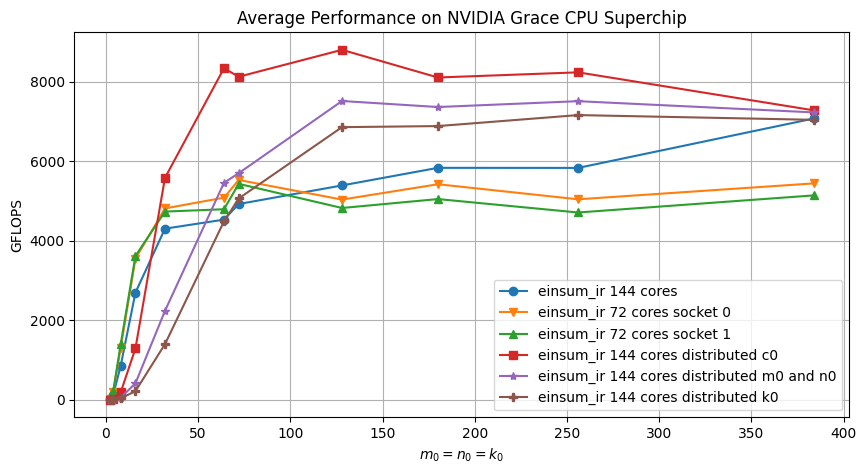 Average Performance on NVIDIA Grace CPU Superchip
GFLOPS
8000
6000
4000
2000
0
0 50 100 150 200 250 300 350 400
m₀ = n₀ = k₀
einsum_ir 144 cores
einsum_ir 72 cores socket 0
einsum_ir 72 cores socket 1
einsum_ir 144 cores distributed c0
einsum_ir 144 cores distributed m0 and n0
einsum_ir 144 cores distributed k0